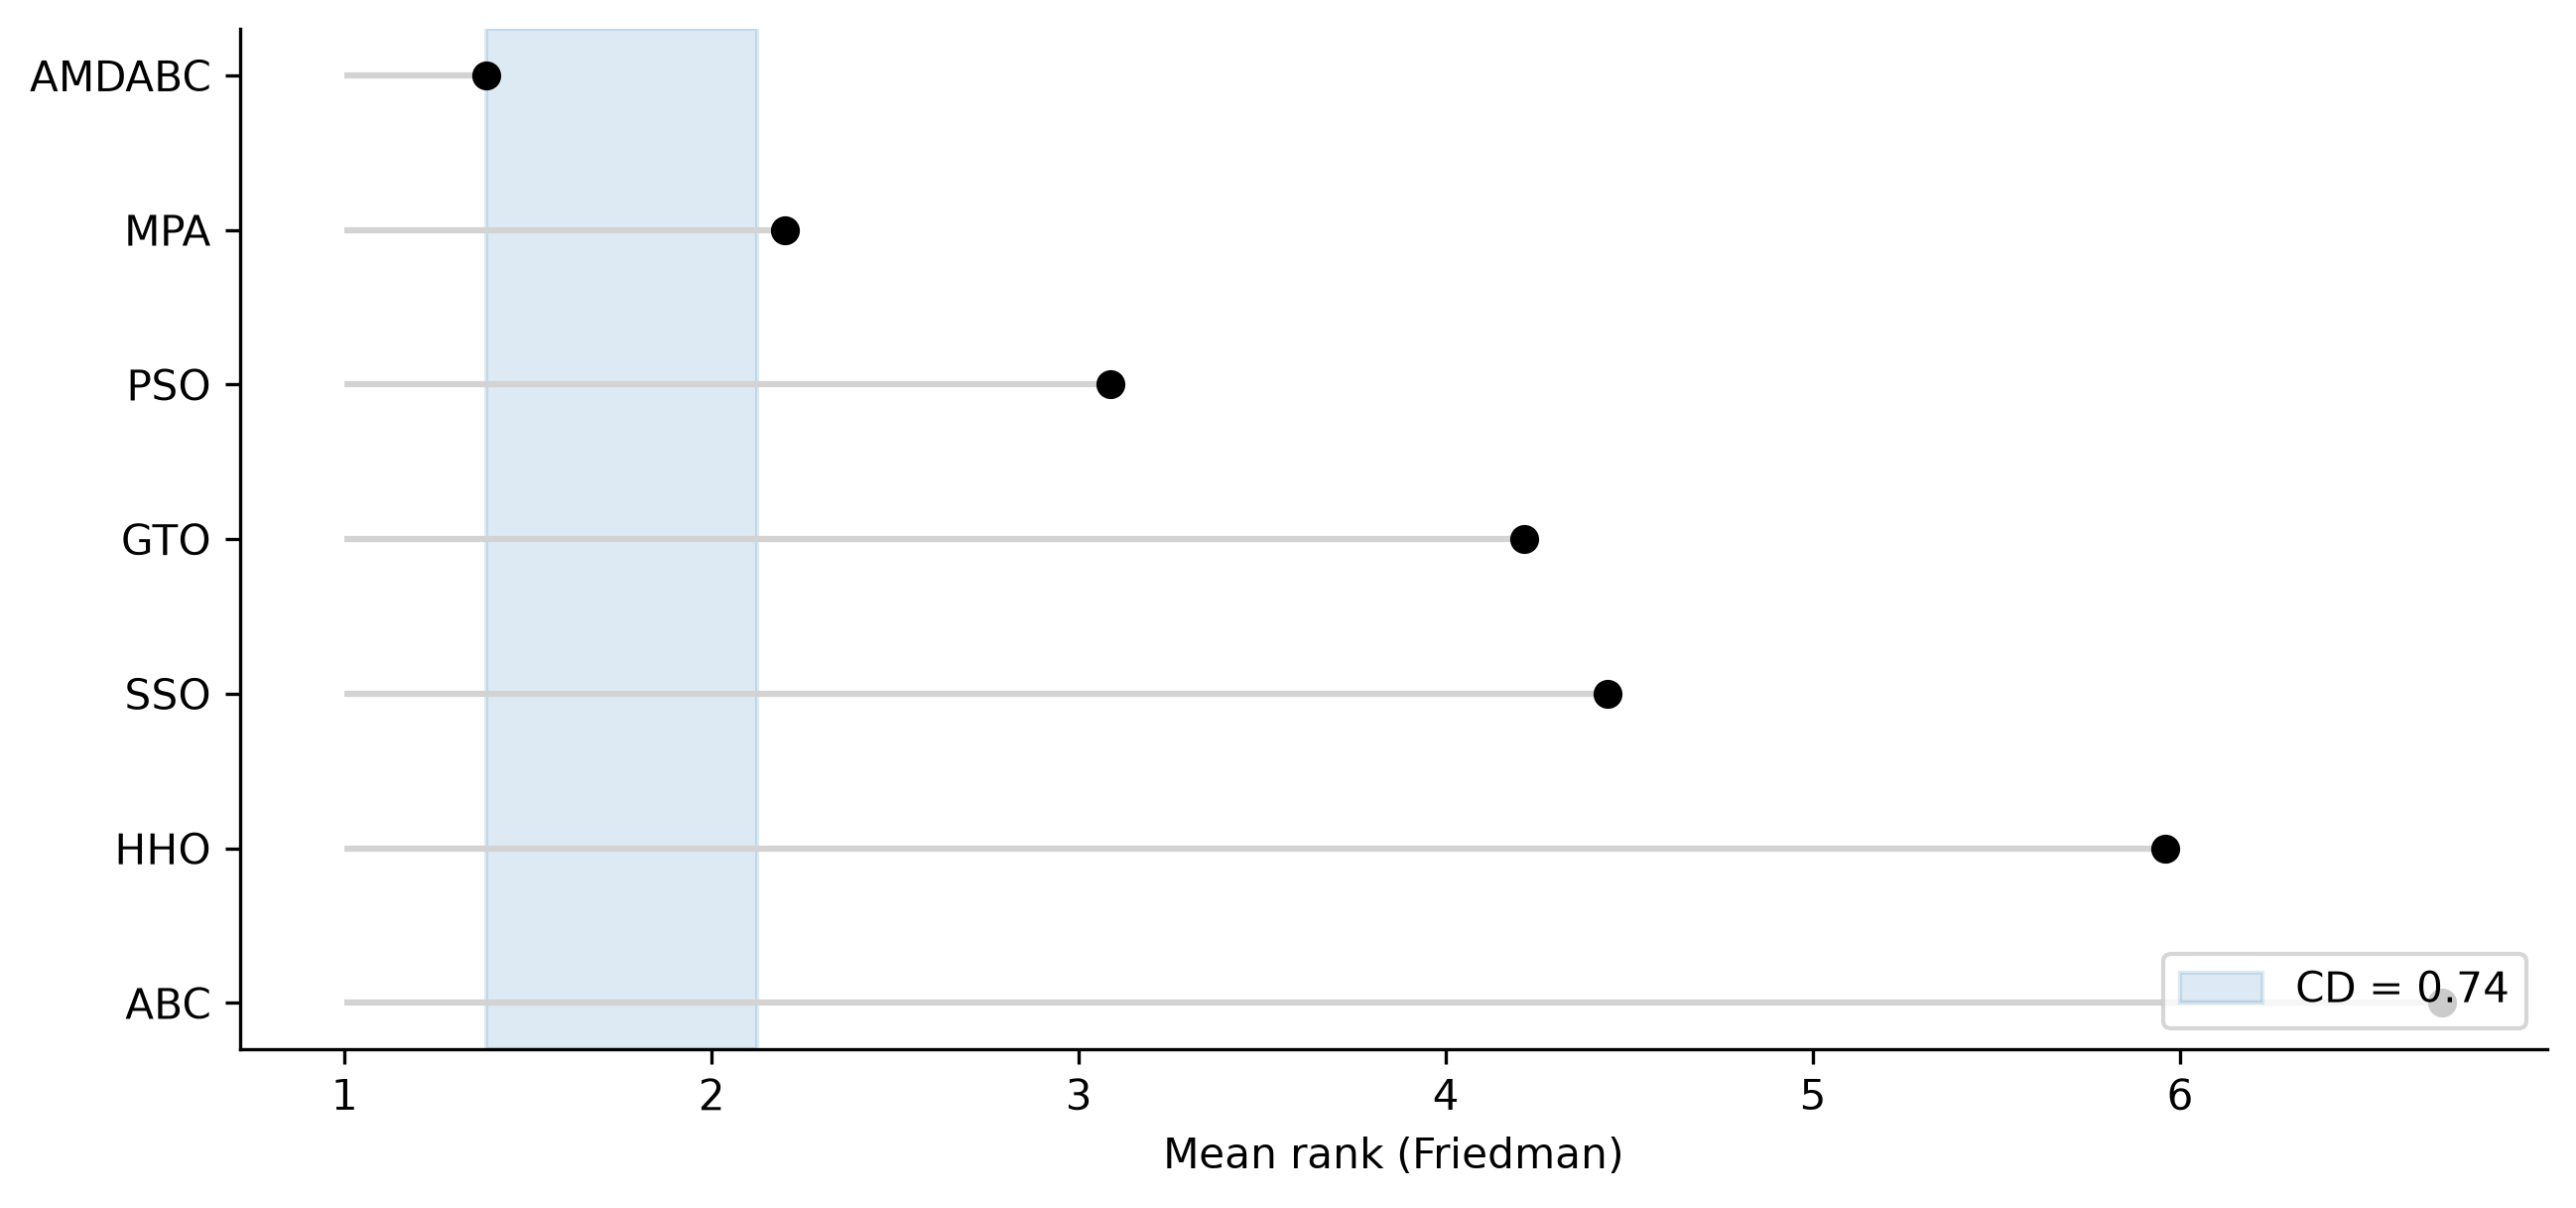 AMDABC
MPA
PSO
GTO
SSO
HHO
ABC
CD = 0.74
1 2 3 4 5 6
Mean rank (Friedman)